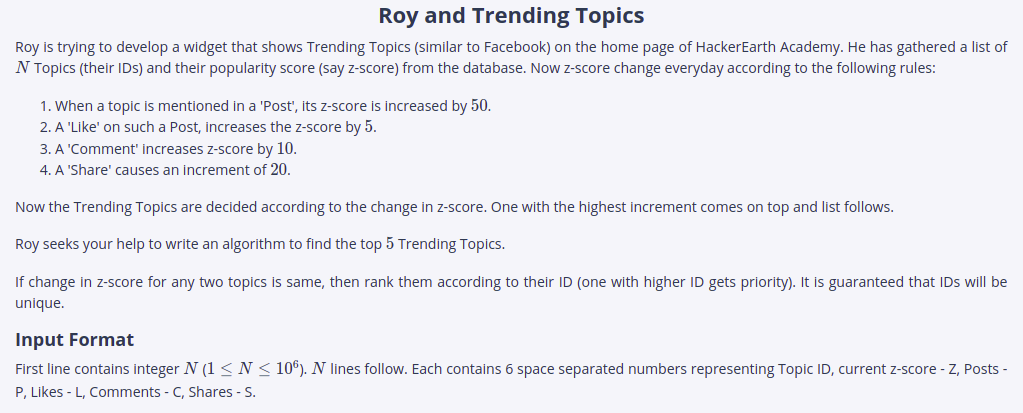 Roy and Trending Topics
Roy is trying to develop a widget that shows Trending Topics (similar to Facebook) on the home page of HackerEarth Academy. He has gathered a list of
N Topics (their IDs) and their popularity score (say z-score) from the database. Now z-score change everyday according to the following rules:
1. When a topic is mentioned in a 'Post', its z-score is increased by 50.
2. A 'Like' on such a Post, increases the z-score by 5.
3. A 'Comment' increases z-score by 10.
4. A 'Share' causes an increment of 20.
Now the Trending Topics are decided according to the change in z-score. One with the highest increment comes on top and list follows.
Roy seeks your help to write an algorithm to find the top 5 Trending Topics.
If change in z-score for any two topics is same, then rank them according to their ID (one with higher ID gets priority). It is guaranteed that IDs will be
unique.
Input Format
First line contains integer N (1 ≤ N ≤ 10⁶). N lines follow. Each contains 6 space separated numbers representing Topic ID, current z-score - Z, Posts -
P, Likes - L, Comments - C, Shares - S.